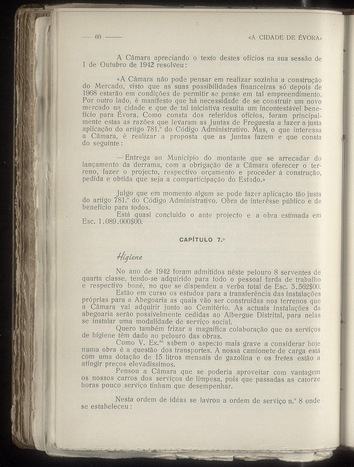 — 60 —
«A CIDADE DE ÉVORA»
A Câmara apreciando o texto destes ofícios na sua sessão de
1 de Outubro de 1942 resolveu:
«A Câmara não pode pensar em realizar sozinha a construção
do Mercado, visto que as suas possibilidades financeiras só depois de
1968 estarão em condições de permitir se pense em tal empreendimento.
Por outro lado, é manifesto que há necessidade de se construir um novo
mercado na cidade e que de tal iniciativa resulta um incontestável bene-
fício para Évora. Como consta dos referidos ofícios, foram principal-
mente estas as razões que levaram as Juntas de Freguesia a fazer a justa
aplicação do artigo 781.º do Código Administrativo. Mas, o que interessa
a Câmara, é realizar a proposta que as Juntas fazem e que consta
do seguinte:
—Entrega ao Município do montante que se arrecadar do
lançamento da derrama, com a obrigação de a Câmara oferecer o ter-
reno, fazer o projecto, respectivo orçamento e proceder à construção,
pedida e obtida que seja a comparticipação do Estado.»
Julgo que em momento algum se pode fazer aplicação tão justa
do artigo 781.º do Código Administrativo. Obra de interêsse público e de
benefício para todos.
Está quási concluído o ante projecto e a obra estimada em
Esc. 1.089.000$00.
CAPÍTULO 7.º
Higiene
No ano de 1942 foram admitidos nêste pelouro 8 serventes de
quarta classe, tendo-se adquirido para todo o pessoal farda de trabalho
e respectivo boné, no que se dispendeu a verba total de Esc. 5.562$00.
Estão em curso os estudos para a transferência das instalações
próprias para a Abegoaria as quais vão ser construídas nos terrenos que
a Câmara vai adquirir junto ao Cemitério. As actuais instalações da
abegoaria serão possivelmente cedidas ao Albergue Distrital, para nelas
se instalar uma modalidade de serviço social.
Quero também frizar a magnífica colaboração que os serviços
de higiene têm dado ao pelouro das obras.
Como V. Ex.ᵃˢ sabem o aspecto mais grave a considerar hoje
numa obra é a questão dos transportes. A nossa camionete de carga está
com uma dotação de 15 litros mensais de gazolina e os fretes estão a
atingir preços elevadíssimos.
Pensou a Câmara que se poderia aproveitar com vantagem
os nossos carros dos serviços de limpesa, pois que passadas as catorze
horas pouco serviço tinham que desempenhar.
Nesta ordem de idéas se lavrou a ordem de serviço n.º 8 onde
se estabeleceu: